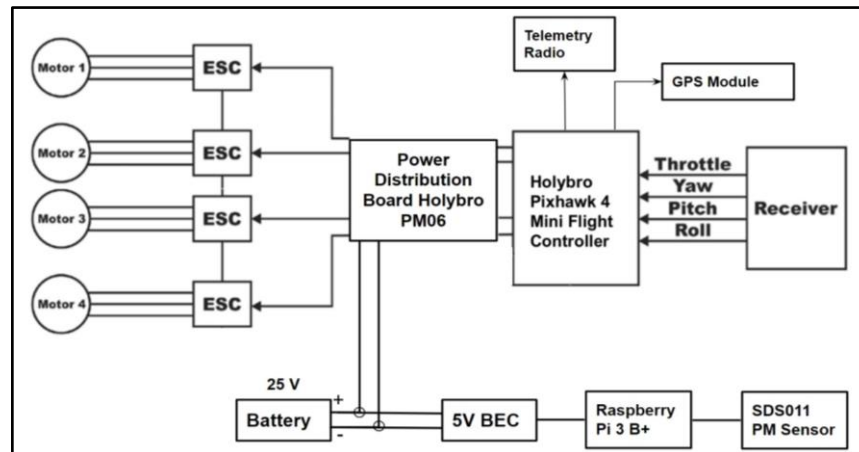 Telemetry
Radio
GPS Module
Motor 1
ESC
Motor 2
ESC
Motor 3
ESC
Motor 4
ESC
Power
Distribution
Board Holybro
PM06
Holybro
Pixhawk 4
Mini Flight
Controller
Throttle
Yaw
Pitch
Roll
Receiver
25 V
Battery
+
-
5V BEC
Raspberry
Pi 3 B+
SDS011
PM Sensor